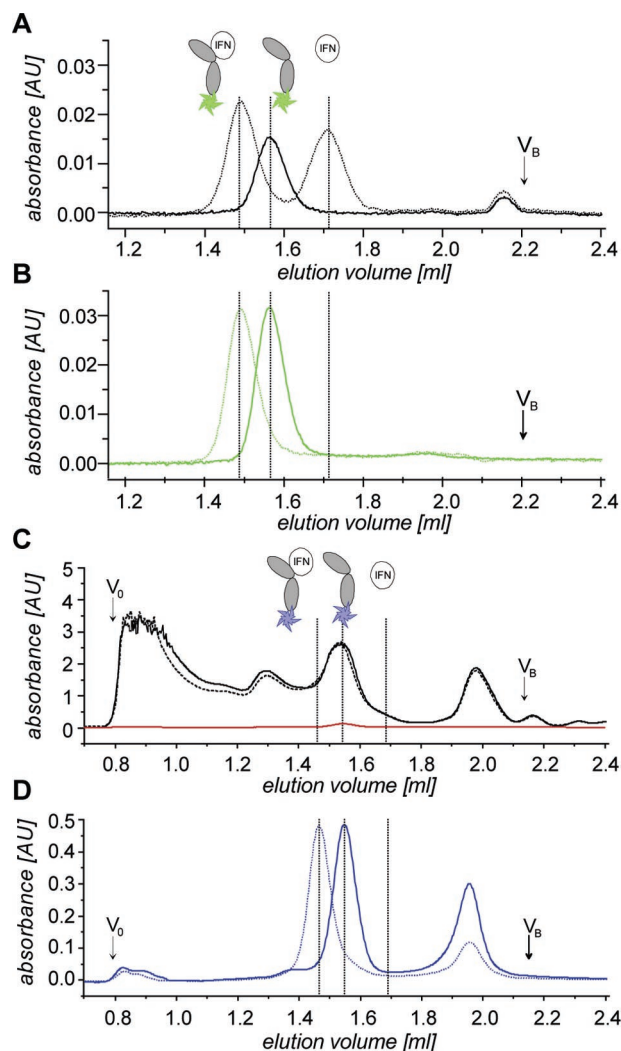 A
IFN
IFN
absorbance [AU]
0.03
0.02
0.01
0.00
V_B
1.2 1.4 1.6 1.8 2.0 2.2 2.4
elution volume [ml]
B
absorbance [AU]
0.03
0.02
0.01
0.00
V_B
1.2 1.4 1.6 1.8 2.0 2.2 2.4
elution volume [ml]
C
IFN
IFN
absorbance [AU]
5
4
3
2
1
0
V_0
V_B
0.8 1.0 1.2 1.4 1.6 1.8 2.0 2.2 2.4
elution volume [ml]
D
absorbance [AU]
0.5
0.4
0.3
0.2
0.1
0.0
V_0
V_B
0.8 1.0 1.2 1.4 1.6 1.8 2.0 2.2 2.4
elution volume [ml]